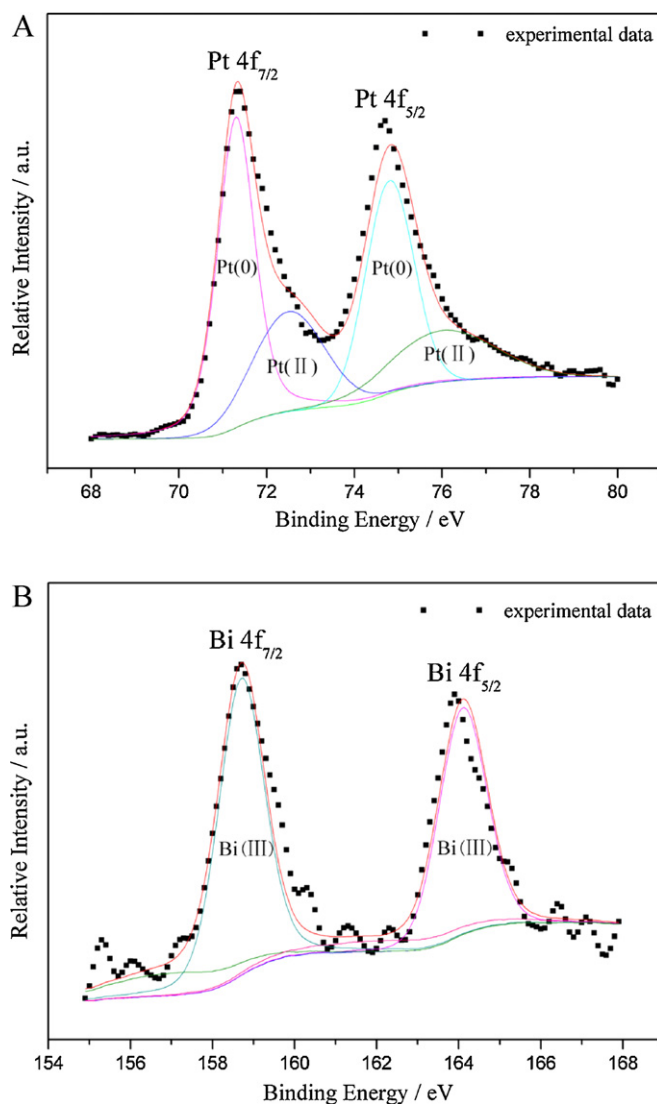 A
experimental data
Pt 4f7/2
Pt 4f5/2
Pt(0)
Pt(0)
Pt(Ⅱ)
Pt(Ⅱ)
Relative Intensity / a.u.
68 70 72 74 76 78 80
Binding Energy / eV
B
experimental data
Bi 4f7/2
Bi 4f5/2
Bi(III)
Bi(III)
Relative Intensity / a.u.
154 156 158 160 162 164 166 168
Binding Energy / eV